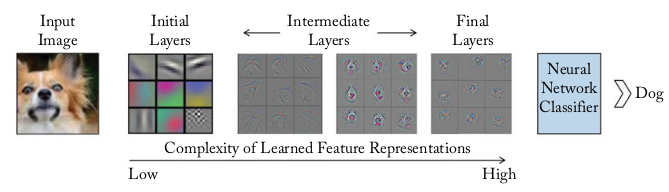 Input
Image
Initial
Layers
Intermediate
Layers
Final
Layers
Neural
Network
Classifier
Dog
Complexity of Learned Feature Representations
Low
High